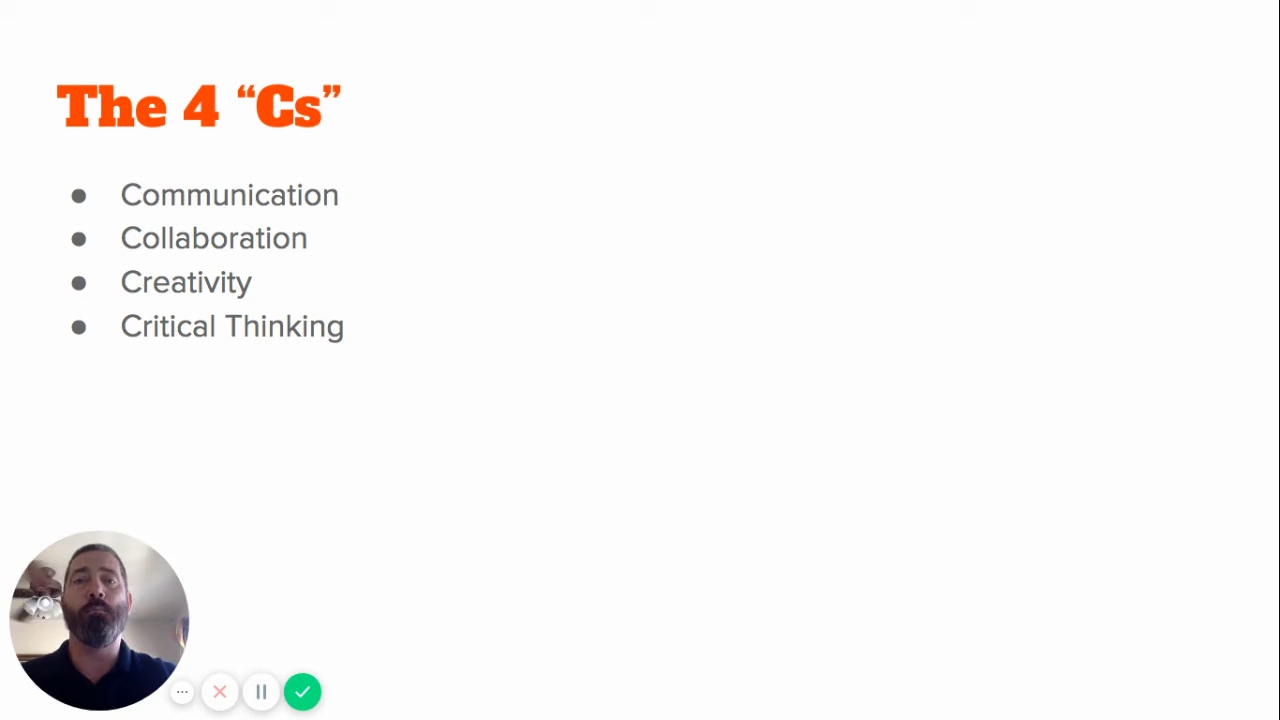 The 4 “Cs”
● Communication
● Collaboration
● Creativity
● Critical Thinking